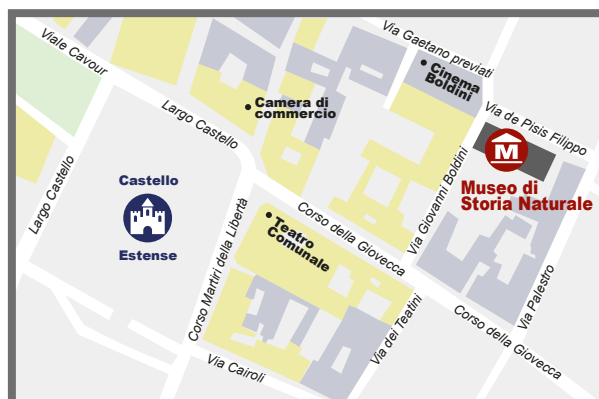 Viale Cavour
Via Gaetano previati
Cinema
Boldini
Camera di
commercio
Largo Castello
Via de Pisis Filippo
M
Museo di
Storia Naturale
Castello
Estense
Largo Castello
Corso Martiri della Libertà
Teatro
Comunale
Corso della Giovecca
Via Giovanni Boldini
Via Palestro
Via dei Teatini
Corso della Giovecca
Via Cairoli